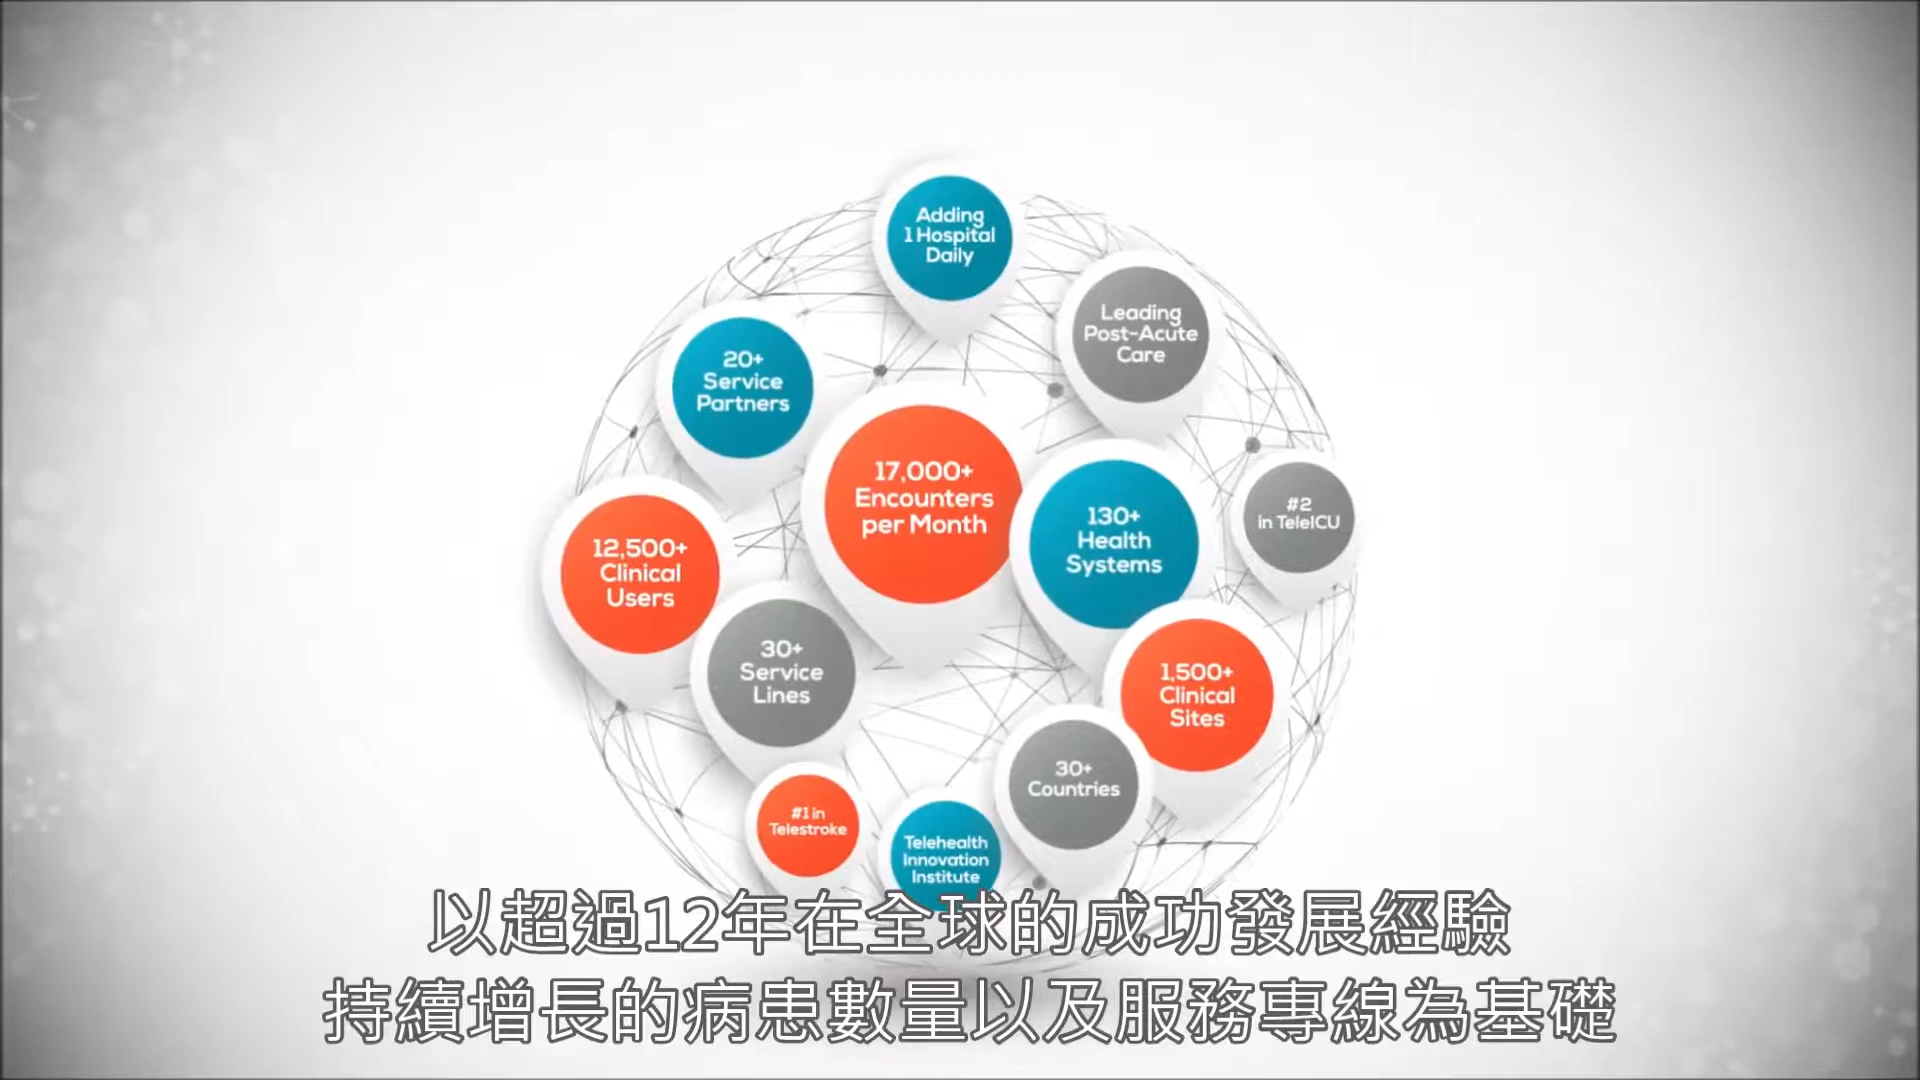 Adding
1 Hospital
Daily
Leading
Post-Acute
Care
20+
Service
Partners
17,000+
Encounters
per Month
130+
Health
Systems
#2
in TeleICU
12,500+
Clinical
Users
30+
Service
Lines
1,500+
Clinical
Sites
30+
Countries
#1 in
Telestroke
Telehealth
Innovation
Institute
以超過12年在全球的成功發展經驗
持續增長的病患數量以及服務專線為基礎